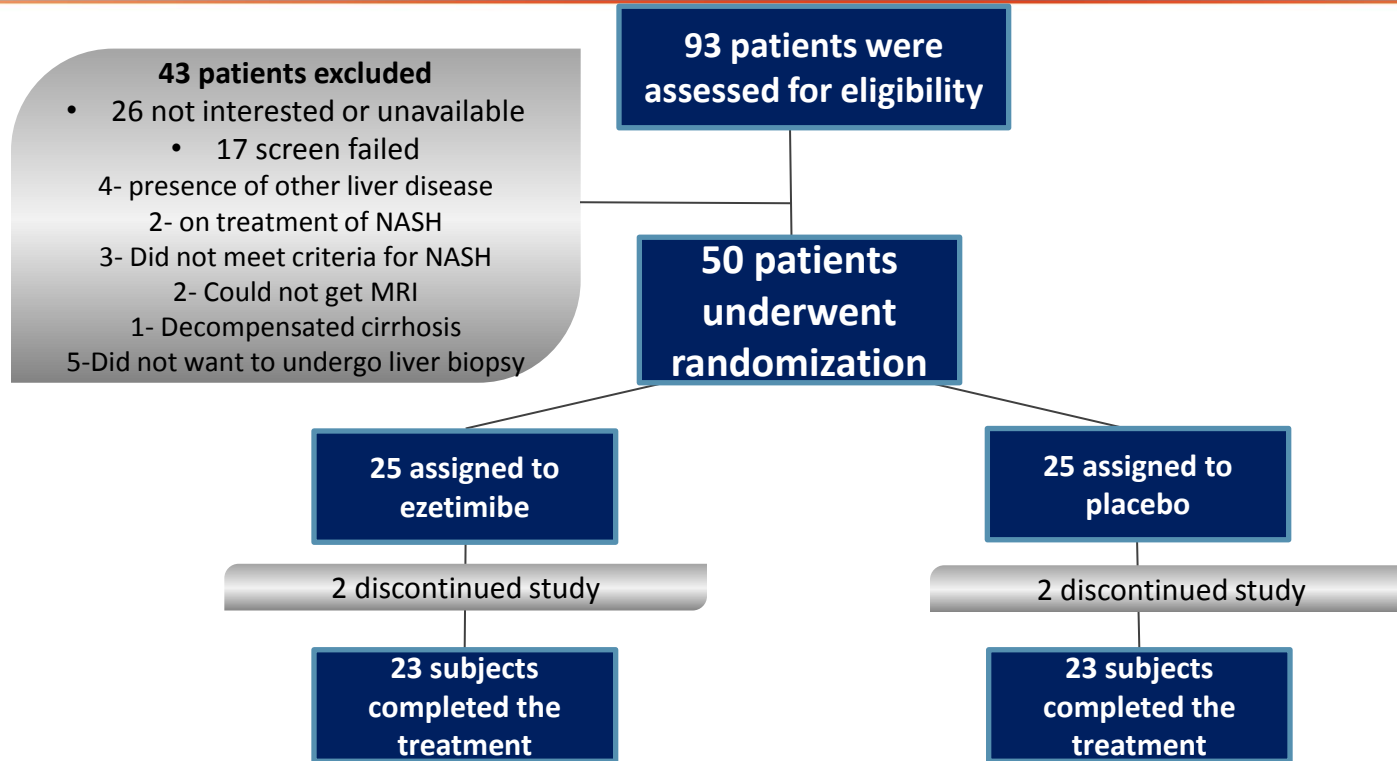 93 patients were
assessed for eligibility
43 patients excluded
• 26 not interested or unavailable
• 17 screen failed
4- presence of other liver disease
2- on treatment of NASH
3- Did not meet criteria for NASH
2- Could not get MRI
1- Decompensated cirrhosis
5-Did not want to undergo liver biopsy
50 patients
underwent
randomization
25 assigned to
ezetimibe
25 assigned to
placebo
2 discontinued study
2 discontinued study
23 subjects
completed the
treatment
23 subjects
completed the
treatment